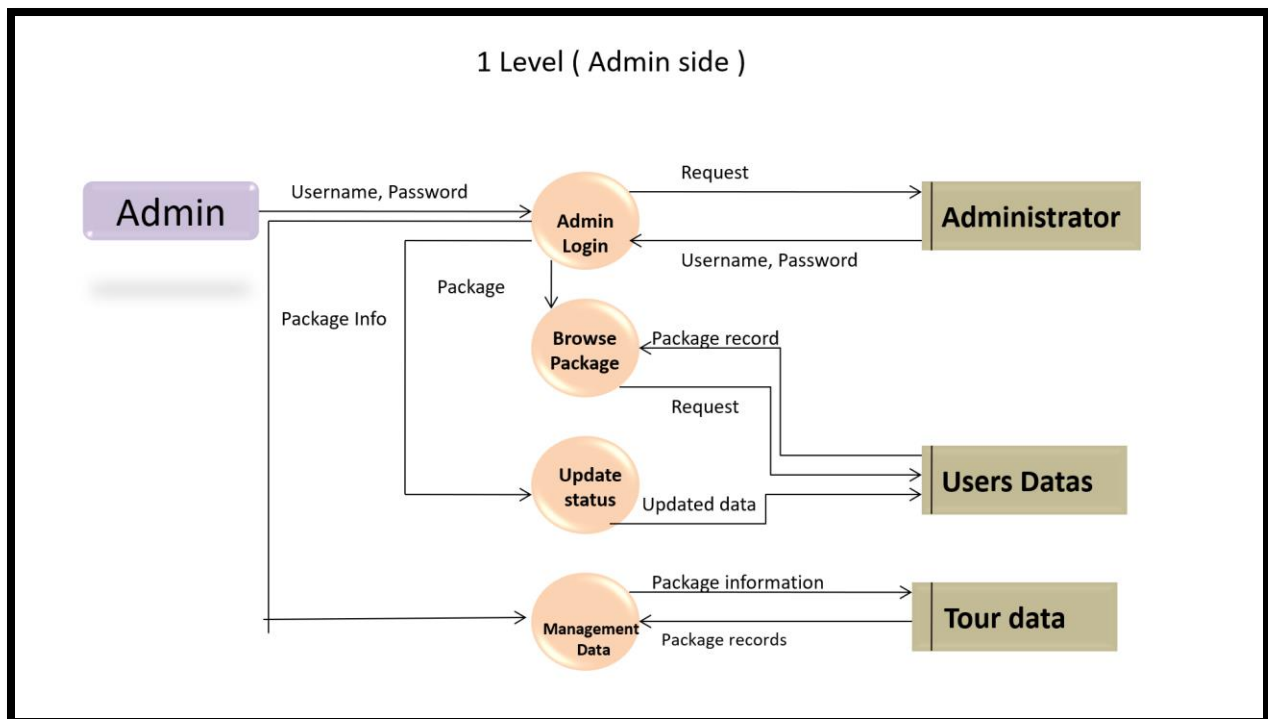 1 Level ( Admin side )
Admin
Username, Password
Admin
Login
Request
Administrator
Username, Password
Package
Package Info
Browse
Package
Package record
Request
Update
status
Updated data
Users Datas
Management
Data
Package information
Package records
Tour data